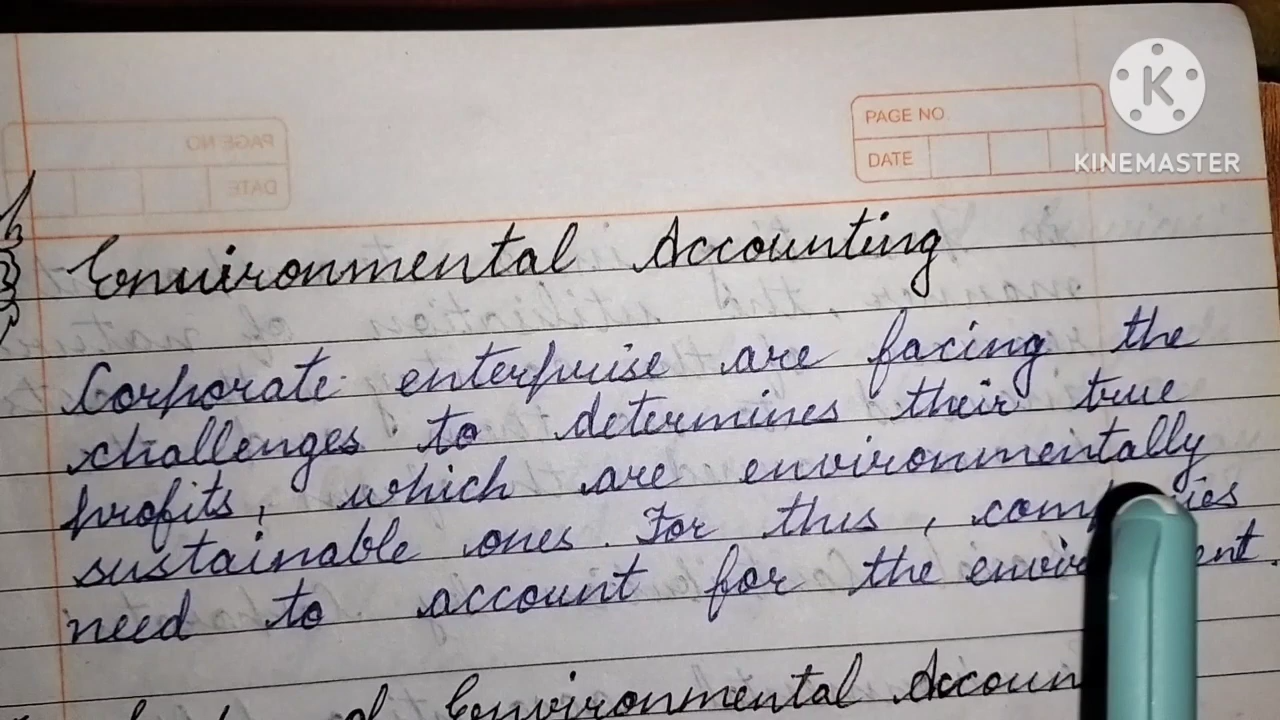 PAGE NO.
DATE
KINEMASTER
Environmental Accounting
Corporate enterprise are facing the
challenges to determines their true
profits, which are environmentally
sustainable ones. For this, companies
need to account for the environment.
of Environmental Accoun